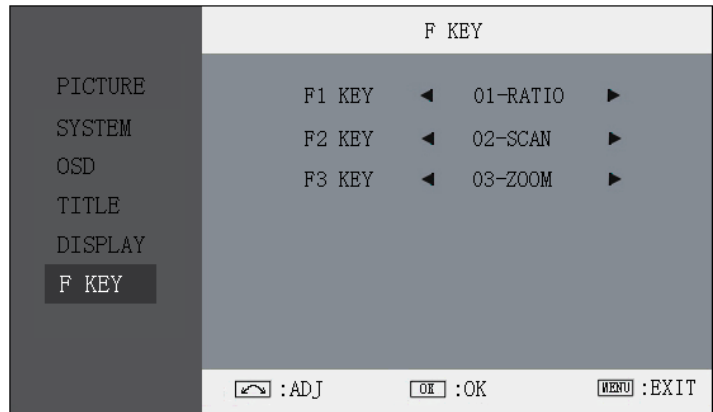 F KEY
PICTURE
SYSTEM
OSD
TITLE
DISPLAY
F KEY
F1 KEY ◀ 01-RATIO ▶
F2 KEY ◀ 02-SCAN ▶
F3 KEY ◀ 03-ZOOM ▶
:ADJ OK :OK MENU :EXIT